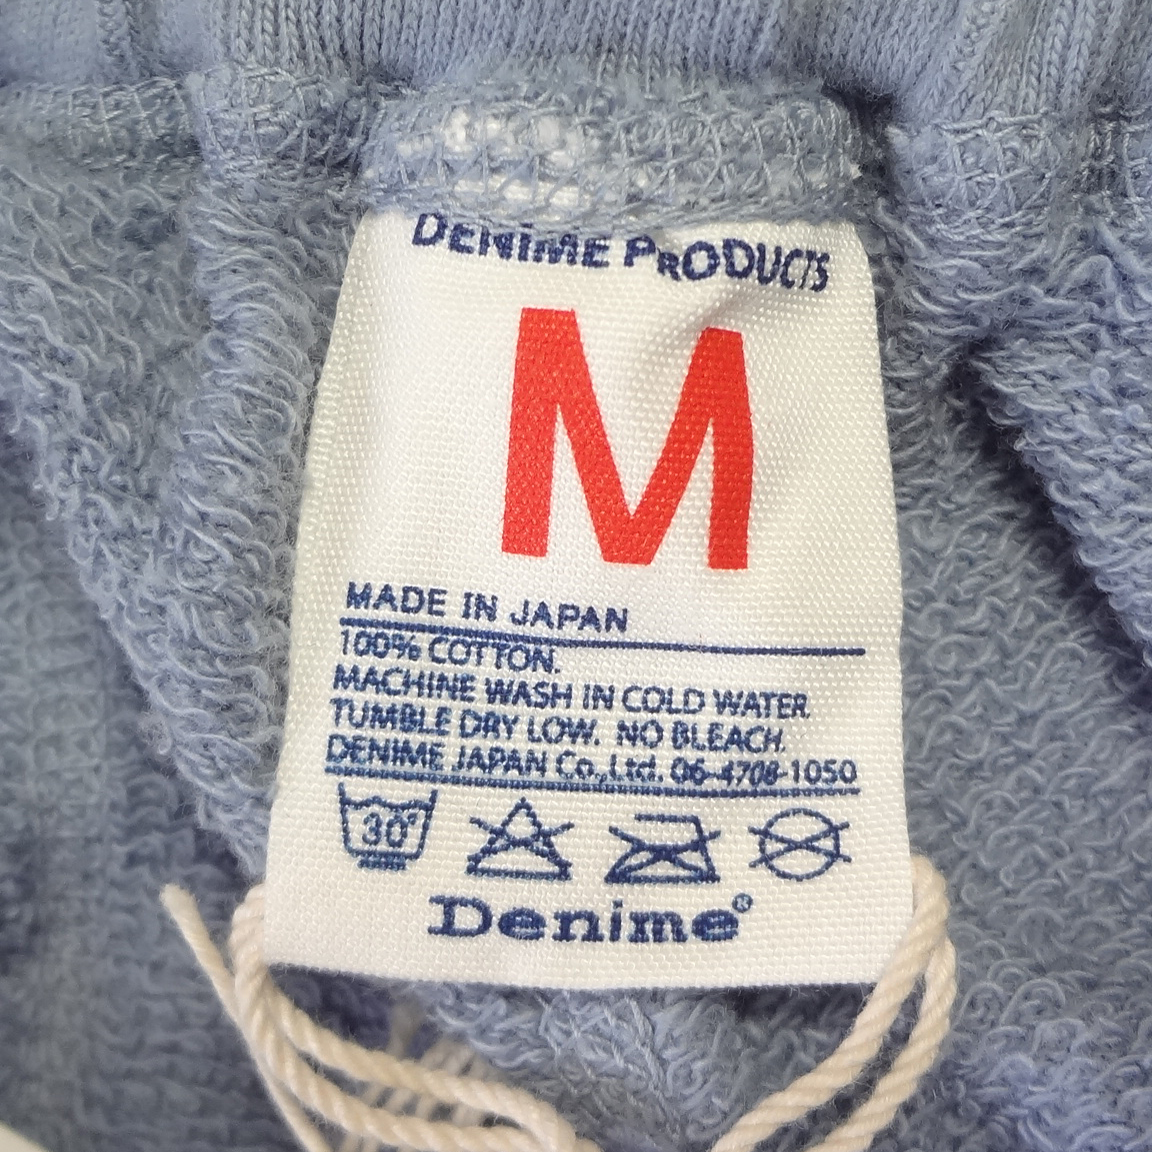 DENIME PRODUCTS
M
MADE IN JAPAN
100% COTTON.
MACHINE WASH IN COLD WATER.
TUMBLE DRY LOW. NO BLEACH.
DENIME JAPAN Co.,Ltd. 06-4708-1050
30°
Denime®